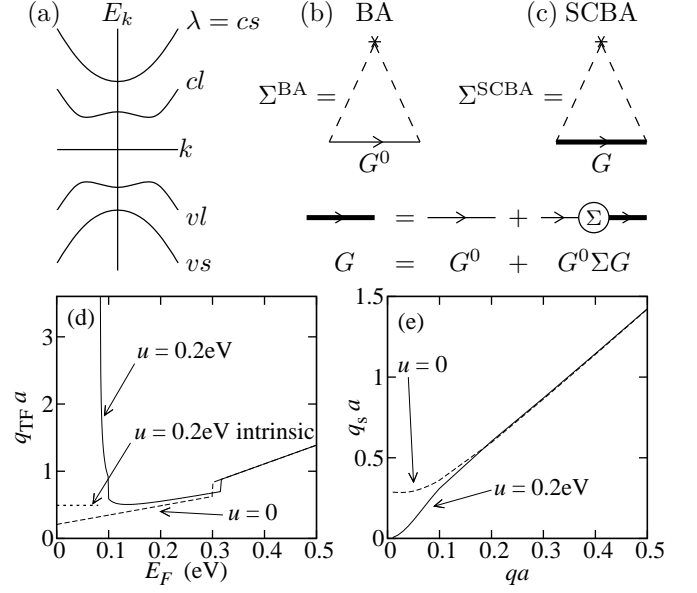 (a)
E_k
λ = cs
cl
k
vl
vs
(b) BA
Σ^BA =
G^0
(c) SCBA
Σ^SCBA =
G
= + Σ
G = G^0 + G^0ΣG
(d)
3
2
1
0
q_TF a
u = 0.2eV
u = 0.2eV intrinsic
u = 0
0 0.1 0.2 0.3 0.4 0.5
E_F (eV)
(e)
1.5
1
0.5
0
q_s a
u = 0
u = 0.2eV
0 0.1 0.2 0.3 0.4 0.5
qa